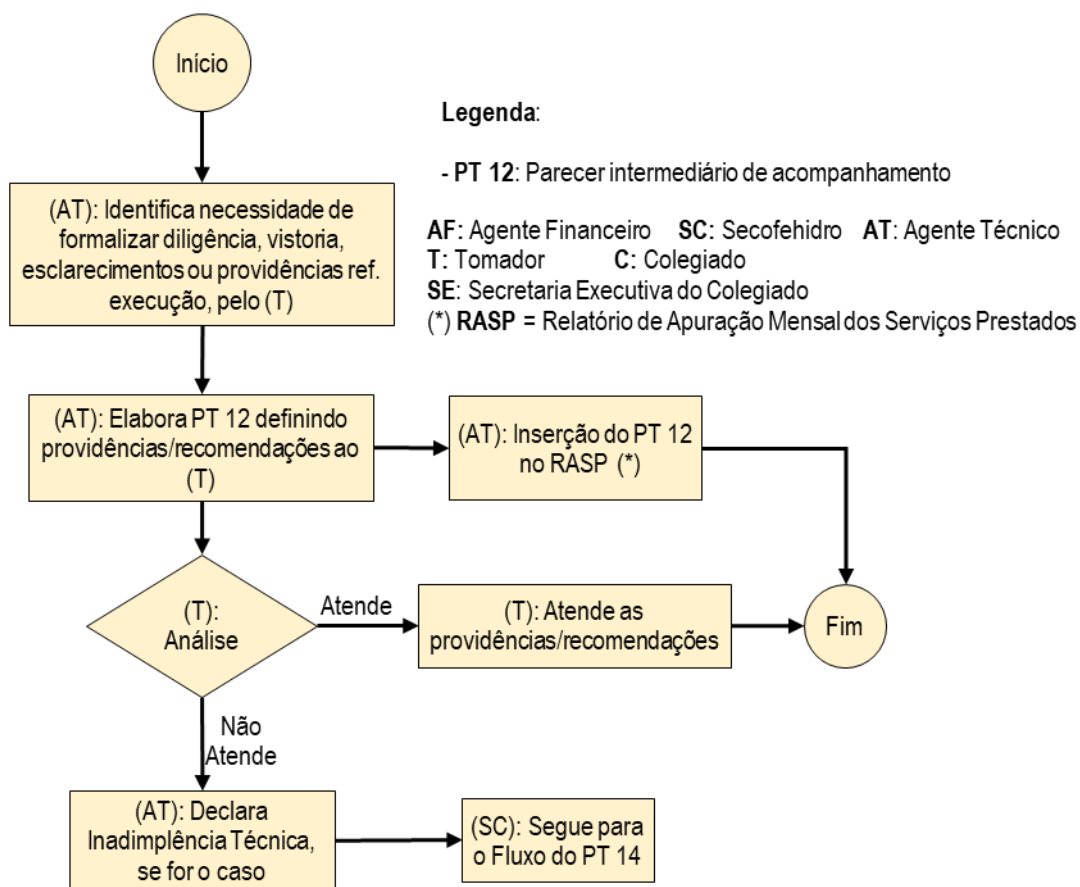 Início
Legenda:
- PT 12: Parecer intermediário de acompanhamento
AF: Agente Financeiro SC: Secofehidro AT: Agente Técnico
T: Tomador C: Colegiado
SE: Secretaria Executiva do Colegiado
(*) RASP = Relatório de Apuração Mensal dos Serviços Prestados
(AT): Identifica necessidade de
formalizar diligência, vistoria,
esclarecimentos ou providências ref.
execução, pelo (T)
(AT): Elabora PT 12 definindo
providências/recomendações ao
(T)
(AT): Inserção do PT 12
no RASP (*)
(T):
Análise
Atende
(T): Atende as
providências/recomendações
Fim
Não
Atende
(AT): Declara
Inadimplência Técnica,
se for o caso
(SC): Segue para
o Fluxo do PT 14